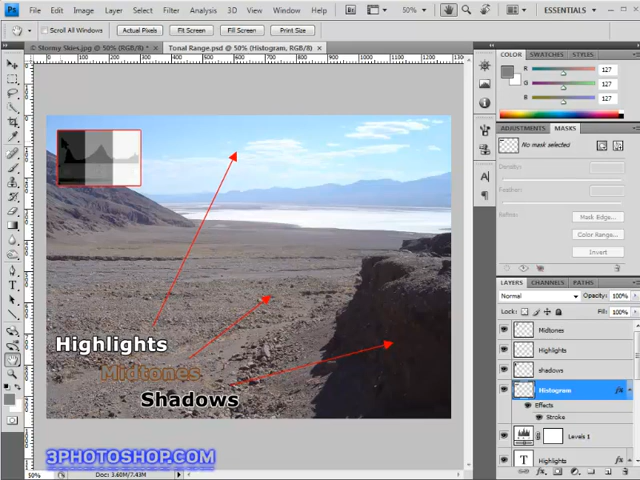 Ps File Edit Image Layer Select Filter Analysis 3D View Window Help 50% ESSENTIALS
Scroll All Windows Actual Pixels Fit Screen Fill Screen Print Size
Stormy Skies.jpg @ 50% (RGB/8) * Tonal Range.psd @ 50% (Histogram, RGB/8)
COLOR SWATCHES STYLES
R 127
G 127
B 127
ADJUSTMENTS MASKS
No mask selected
Density:
Feather:
Refine: Mask Edge...
Color Range...
Invert
LAYERS CHANNELS PATHS
Normal Opacity: 100%
Lock: Fill: 100%
Midtones
Highlights
shadows
Histogram fx
Effects
Stroke
Levels 1
T Highlights fx
Highlights
Midtones
Shadows
3PHOTOSHOP.COM
50% Doc: 3.60M/7.43M